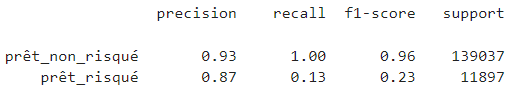 precision recall f1-score support
prêt_non_risqué 0.93 1.00 0.96 139037
prêt_risqué 0.87 0.13 0.23 11897